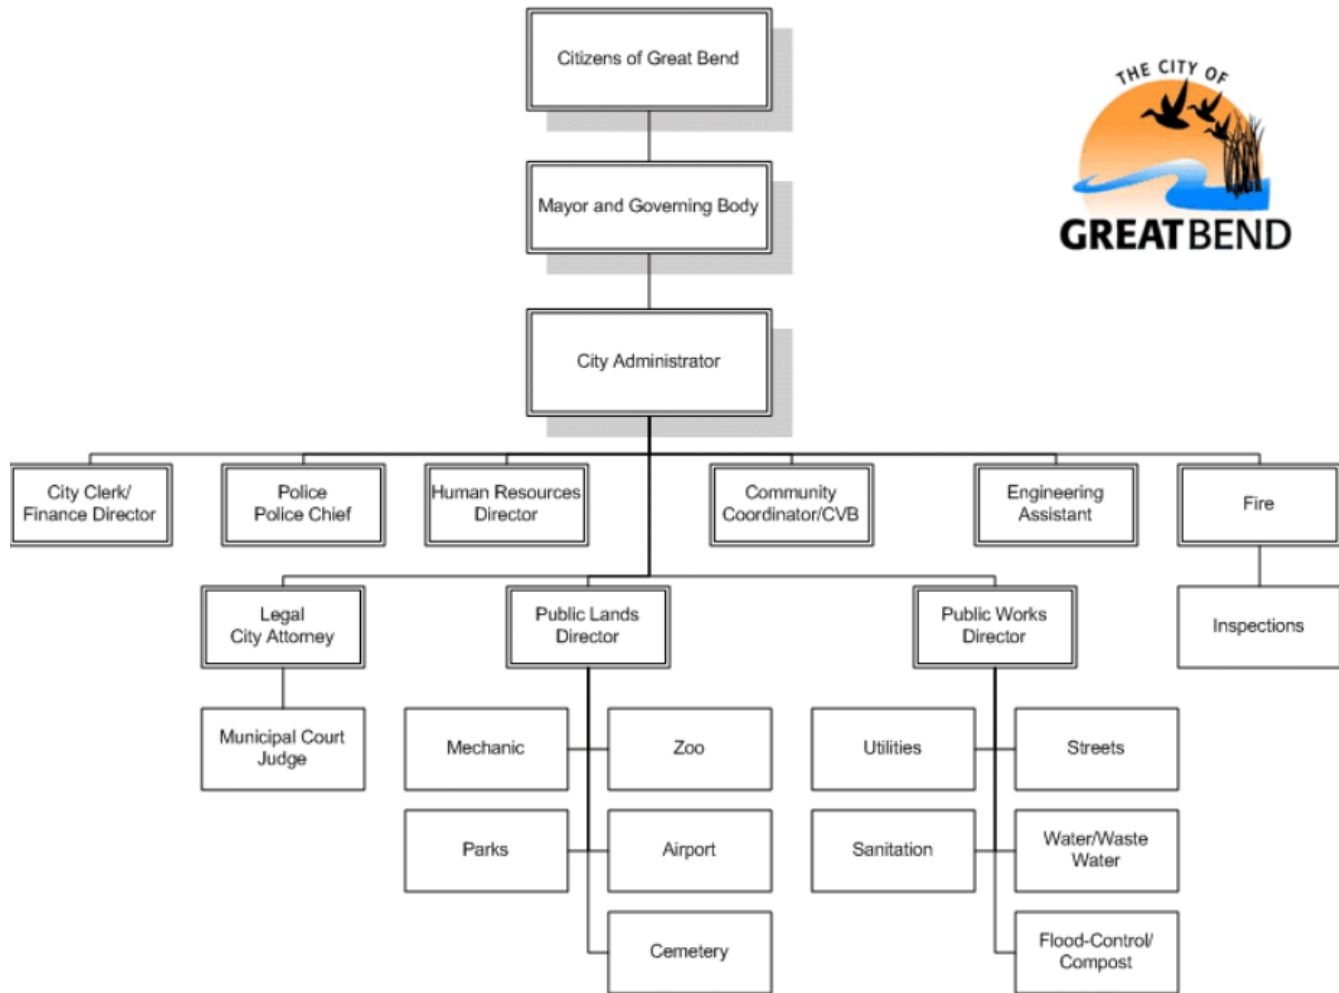 Citizens of Great Bend
THE CITY OF
GREATBEND
Mayor and Governing Body
City Administrator
City Clerk/
Finance Director
Police
Police Chief
Human Resources
Director
Community
Coordinator/CVB
Engineering
Assistant
Fire
Legal
City Attorney
Public Lands
Director
Public Works
Director
Inspections
Municipal Court
Judge
Mechanic
Zoo
Utilities
Streets
Parks
Airport
Sanitation
Water/Waste
Water
Cemetery
Flood-Control/
Compost